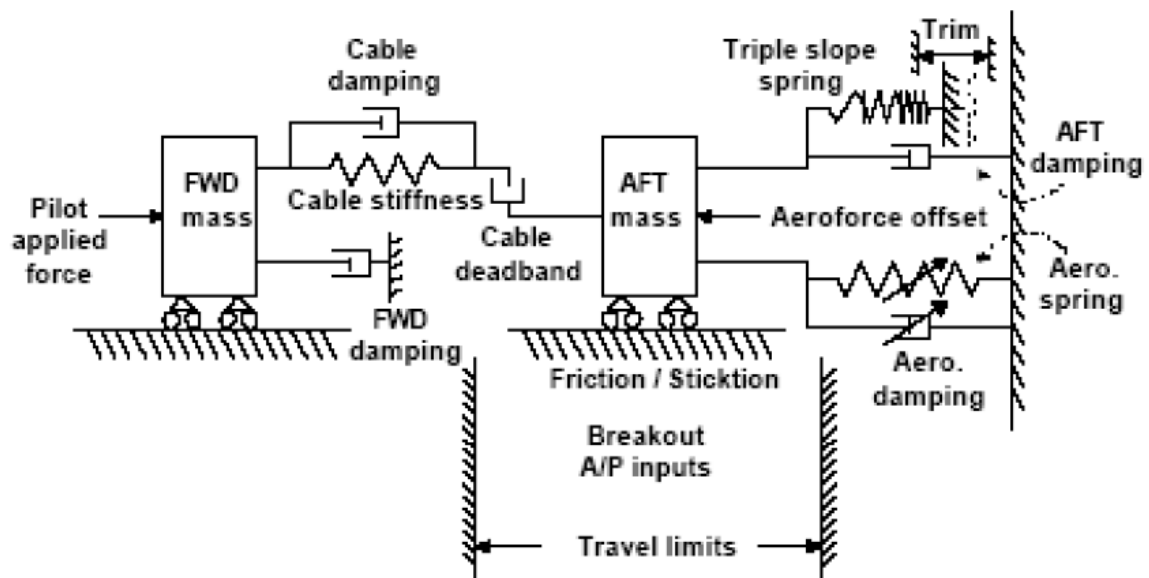 Trim
Cable
damping
Triple slope
spring
AFT
damping
FWD
mass
Cable stiffness
AFT
mass
Pilot
applied
force
Aeroforce offset
Cable
deadband
Aero.
spring
FWD
damping
Aero.
damping
Friction / Sticktion
Breakout
A/P inputs
Travel limits